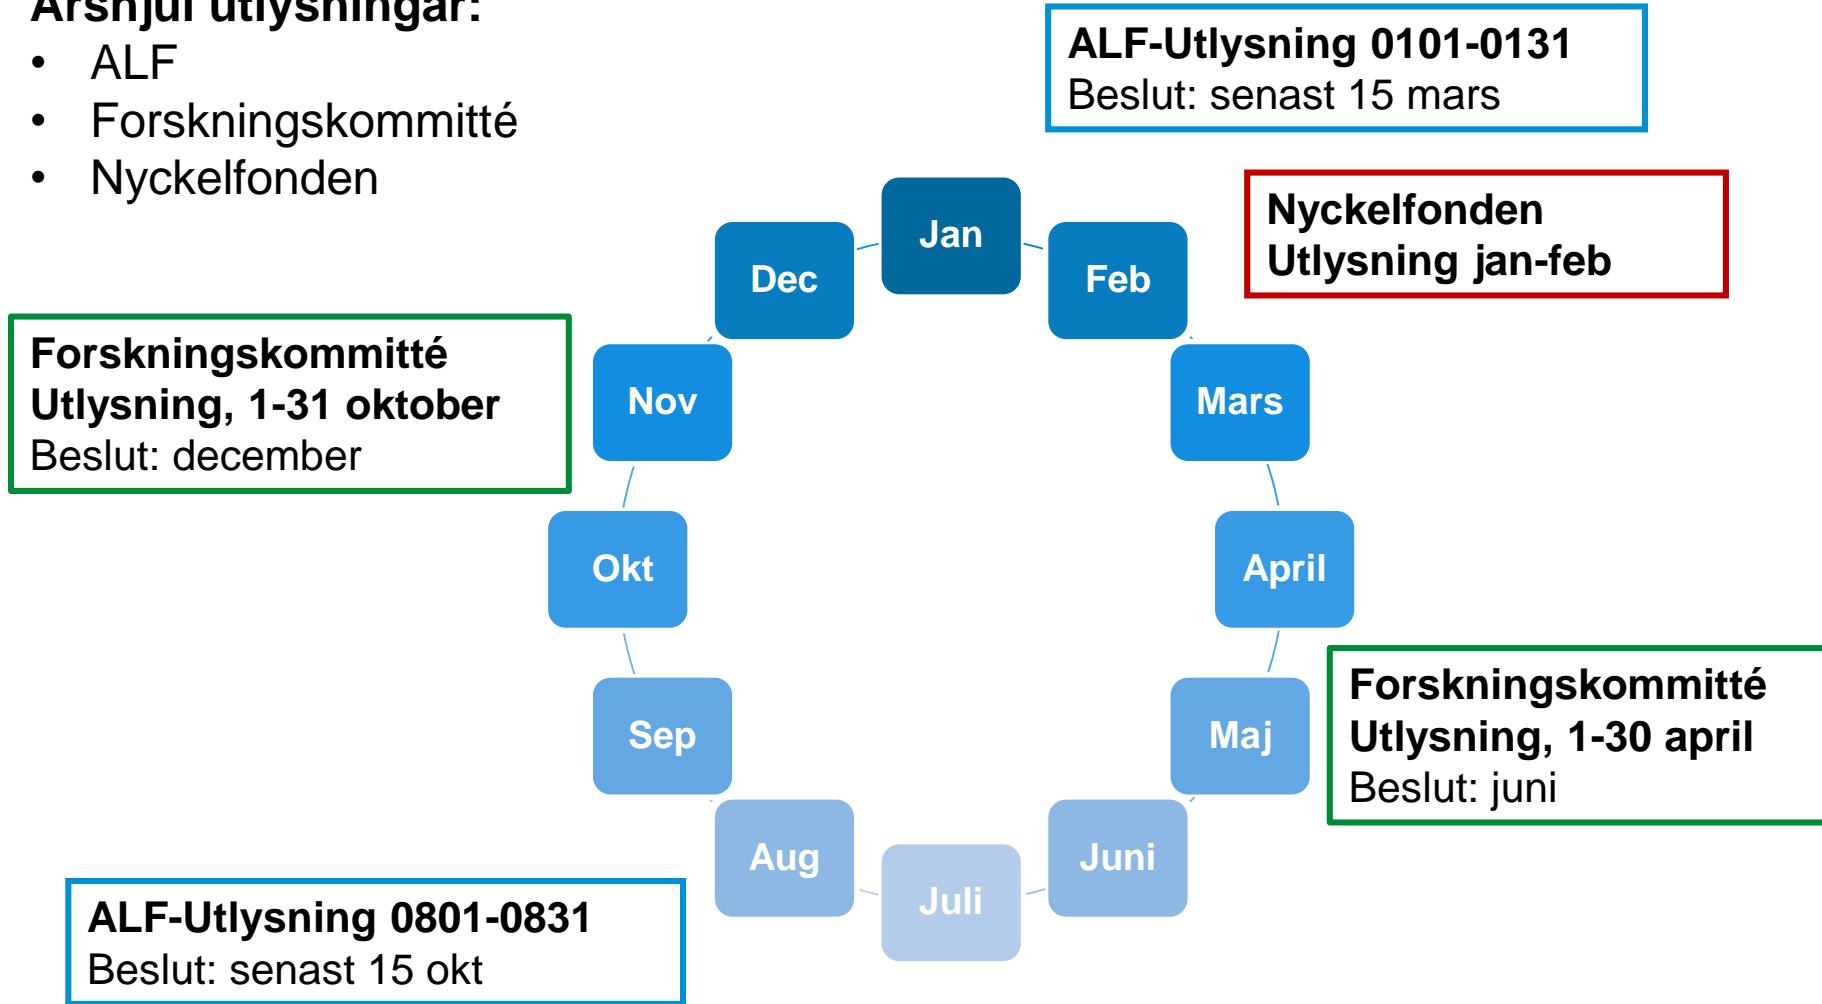 Årshjul utlysningar:
• ALF
• Forskningskommitté
• Nyckelfonden
ALF-Utlysning 0101-0131
Beslut: senast 15 mars
Nyckelfonden
Utlysning jan-feb
Jan
Feb
Mars
April
Maj
Juni
Juli
Aug
Sep
Okt
Nov
Dec
Forskningskommitté
Utlysning, 1-31 oktober
Beslut: december
Forskningskommitté
Utlysning, 1-30 april
Beslut: juni
ALF-Utlysning 0801-0831
Beslut: senast 15 okt